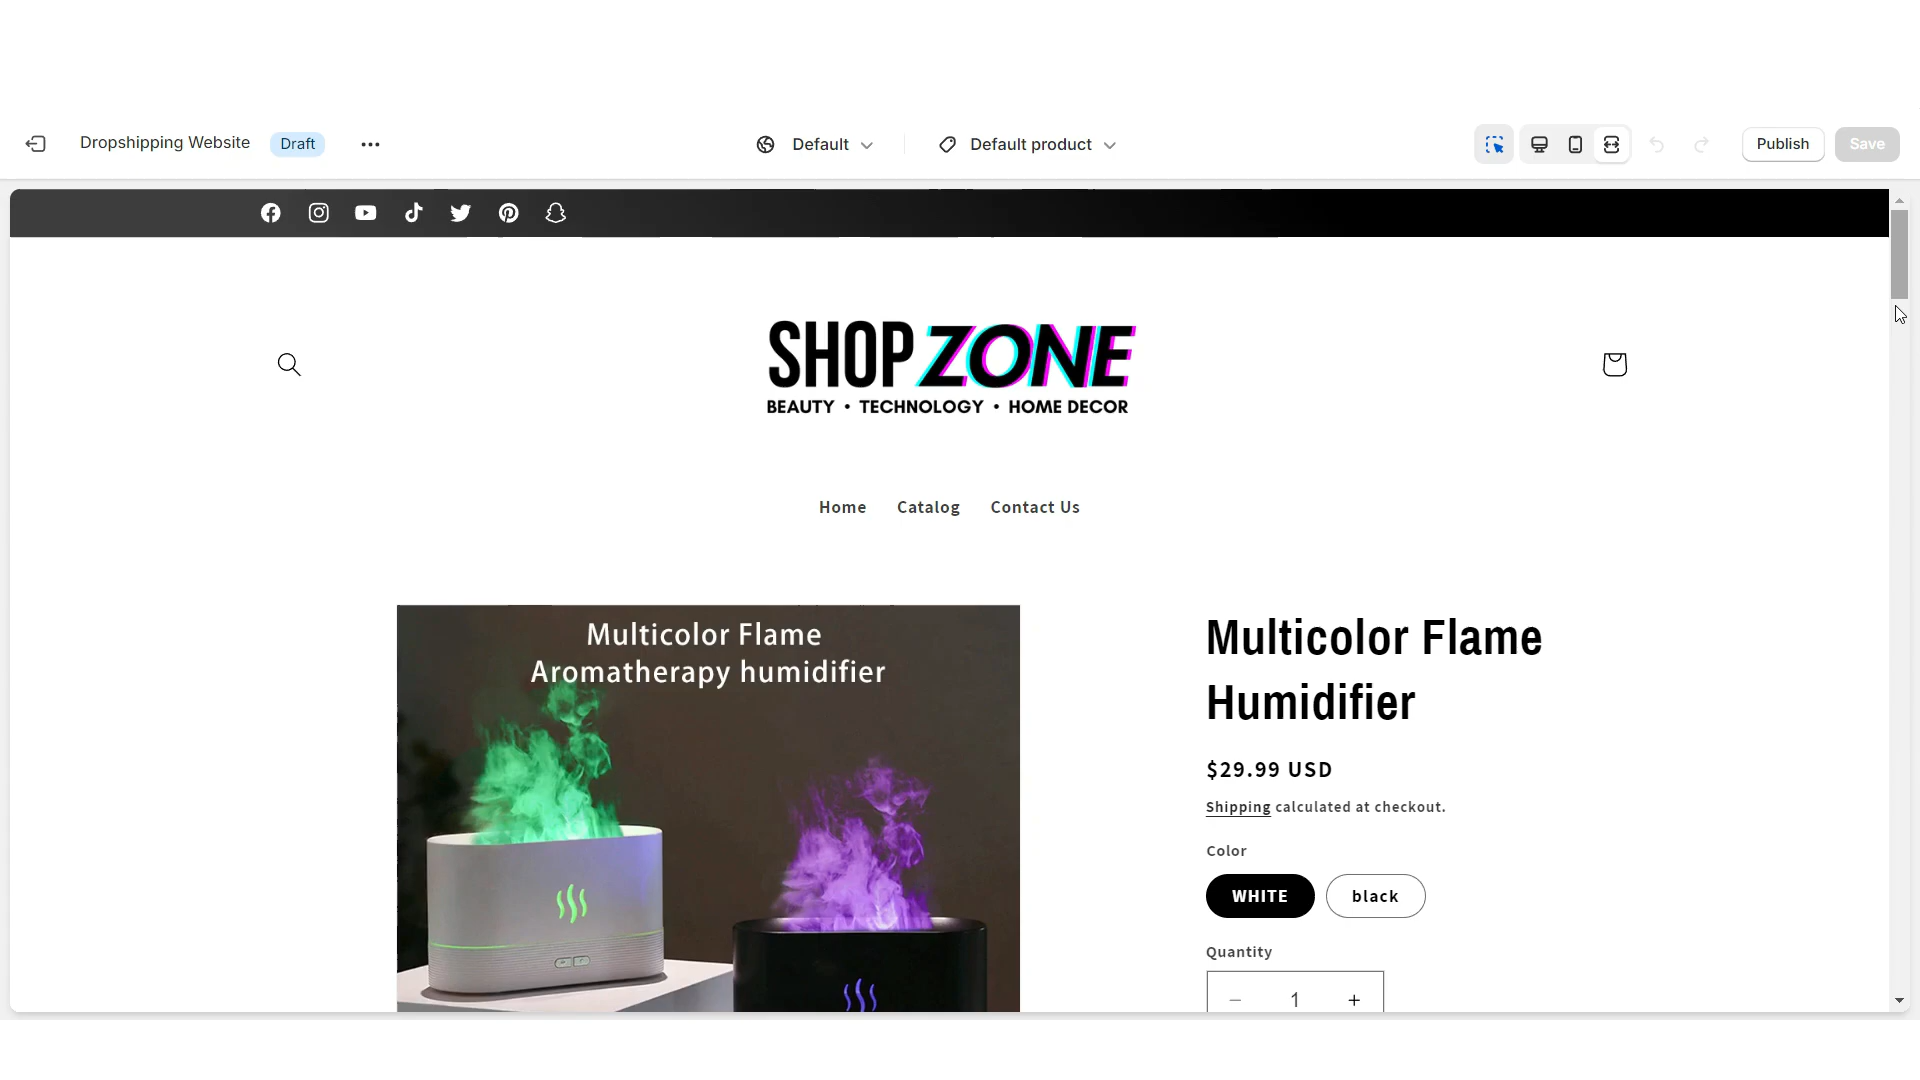 Dropshipping Website Draft ... Default Default product Publish Save
SHOP ZONE
BEAUTY • TECHNOLOGY • HOME DECOR
Home Catalog Contact Us
Multicolor Flame
Aromatherapy humidifier
Multicolor Flame
Humidifier
$29.99 USD
Shipping calculated at checkout.
Color
WHITE black
Quantity
− 1 +